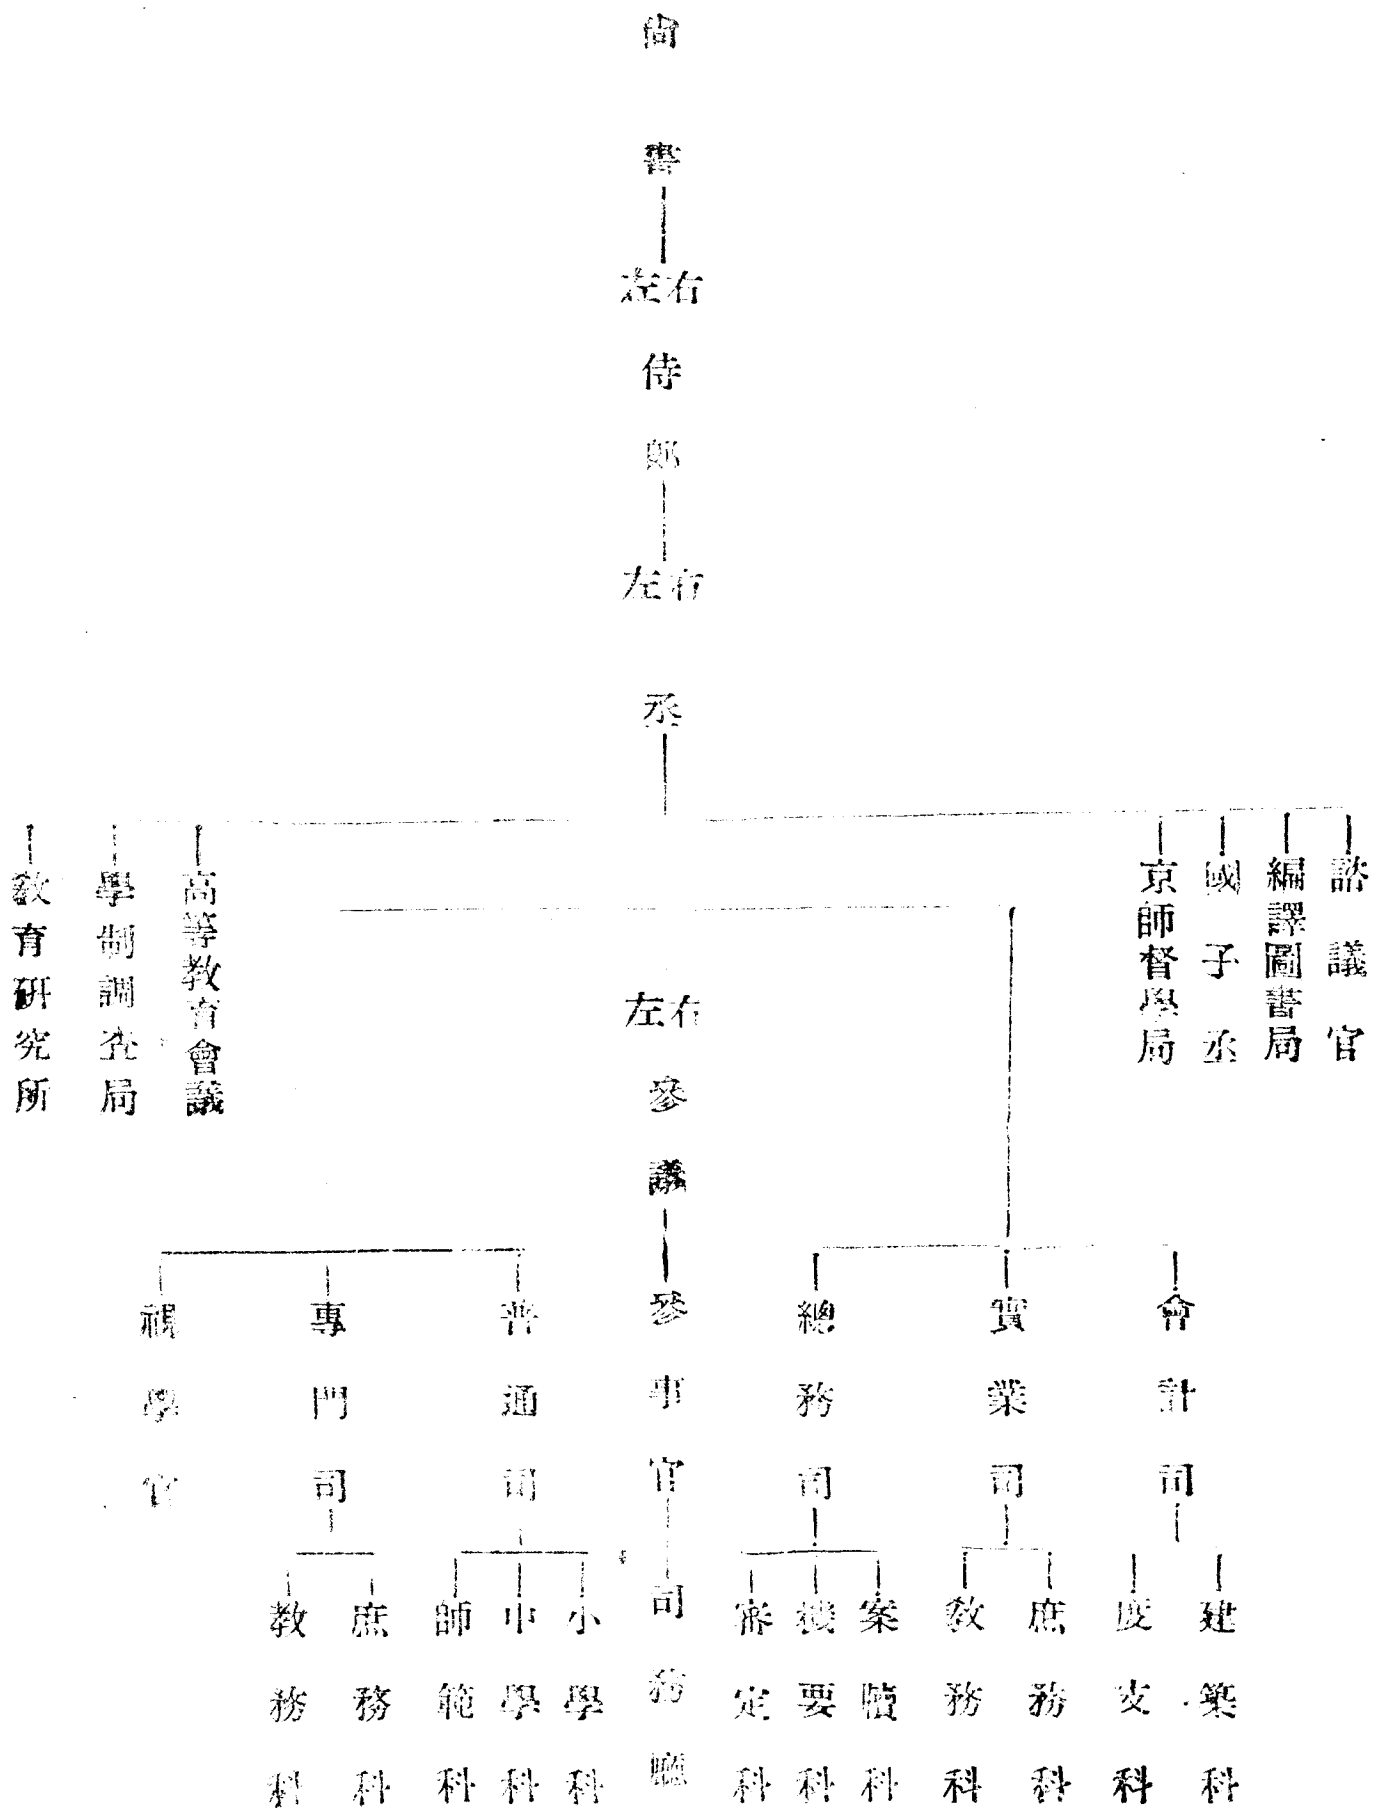 尚書
左右侍郎
左右丞
諮議官
編譯圖書局
國子丞
京師督學局
高等教育會議
學制調查局
敎育硏究所
左右參議
參事官
司務廳
會計司
建築科
度支科
實業司
庶務科
敎務科
總務司
案牘科
機要科
審定科
普通司
小學科
中學科
師範科
專門司
庶務科
教務科
視學官